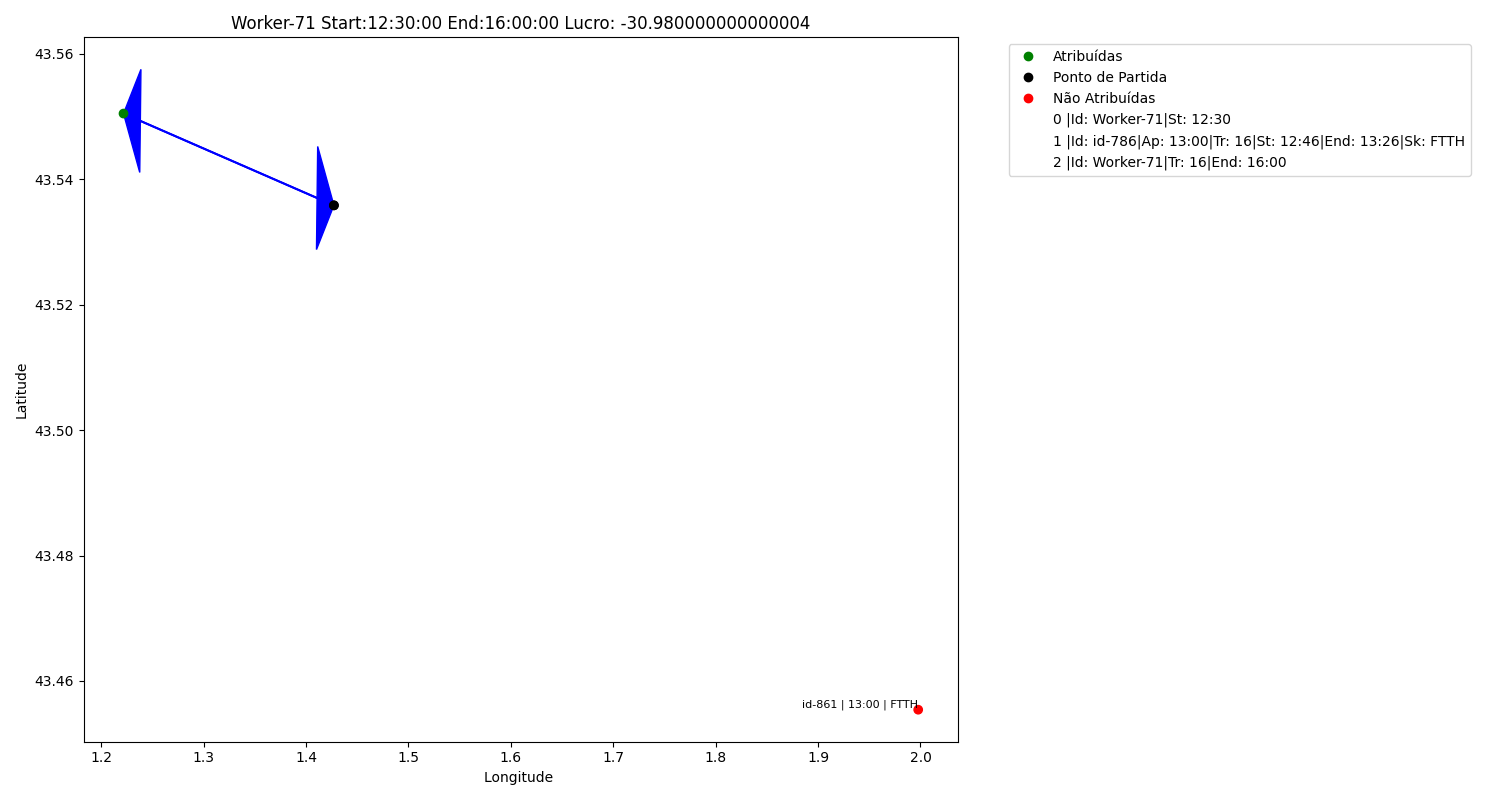 Worker-71 Start:12:30:00 End:16:00:00 Lucro: -30.980000000000004
43.56
43.54
43.52
43.50
43.48
43.46
Latitude
id-861 | 13:00 | FTTH
1.2 1.3 1.4 1.5 1.6 1.7 1.8 1.9 2.0
Longitude
Atribuídas
Ponto de Partida
Não Atribuídas
0 |Id: Worker-71|St: 12:30
1 |Id: id-786|Ap: 13:00|Tr: 16|St: 12:46|End: 13:26|Sk: FTTH
2 |Id: Worker-71|Tr: 16|End: 16:00